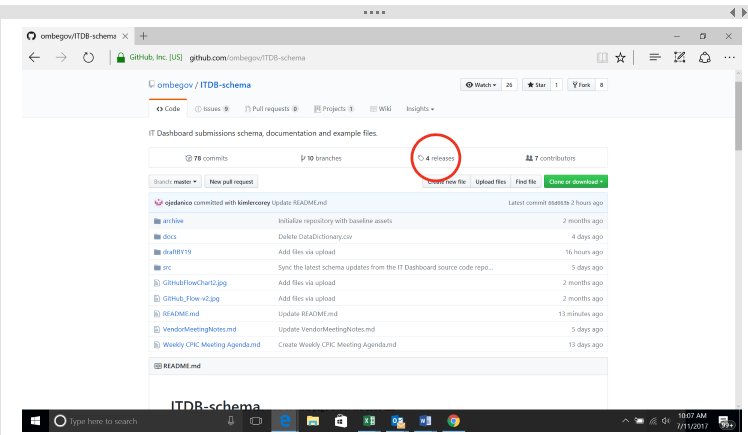 ombegov/ITDB-schema
GitHub, Inc. [US] github.com/ombegov/ITDB-schema
ombegov / ITDB-schema
Watch 26 Star 1 Fork 8
Code Issues 9 Pull requests 0 Projects 1 Wiki Insights
IT Dashboard submissions schema, documentation and example files.
78 commits 10 branches 4 releases 7 contributors
Branch: master New pull request Create new file Upload files Find file Clone or download
ojedanico committed with kimlercorey Update README.md Latest commit 2 hours ago
archive Initialize repository with baseline assets 2 months ago
docs Delete DataDictionary.csv 4 days ago
draftBY19 Add files via upload 16 hours ago
src Sync the latest schema updates from the IT Dashboard source code repo... 5 days ago
GitHubFlowChart2.jpg Add files via upload 2 months ago
GitHub_Flow-v2.jpg Add files via upload 2 months ago
README.md Update README.md 13 minutes ago
VendorMeetingNotes.md Update VendorMeetingNotes.md 5 days ago
Weekly CPIC Meeting Agenda.md Create Weekly CPIC Meeting Agenda.md 13 days ago
README.md
ITDB-schema
Type here to search
10:07 AM
7/11/2017
99+